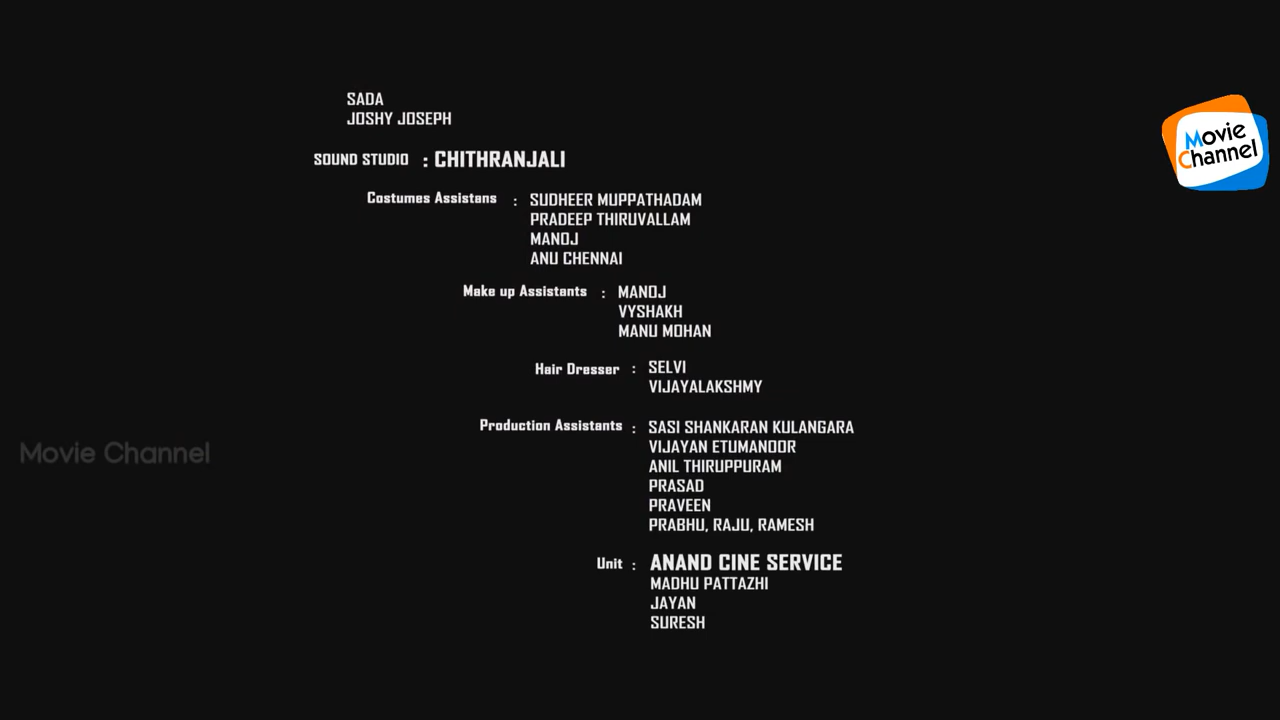 SADA
JOSHY JOSEPH
SOUND STUDIO : CHITHRANJALI
Costumes Assistans : SUDHEER MUPPATHADAM
PRADEEP THIRUVALLAM
MANOJ
ANU CHENNAI
Make up Assistants : MANOJ
VYSHAKH
MANU MOHAN
Hair Dresser : SELVI
VIJAYALAKSHMY
Production Assistants : SASI SHANKARAN KULANGARA
VIJAYAN ETUMANOOR
ANIL THIRUPPURAM
PRASAD
PRAVEEN
PRABHU, RAJU, RAMESH
Unit : ANAND CINE SERVICE
MADHU PATTAZHI
JAYAN
SURESH
Movie
Channel
Movie Channel